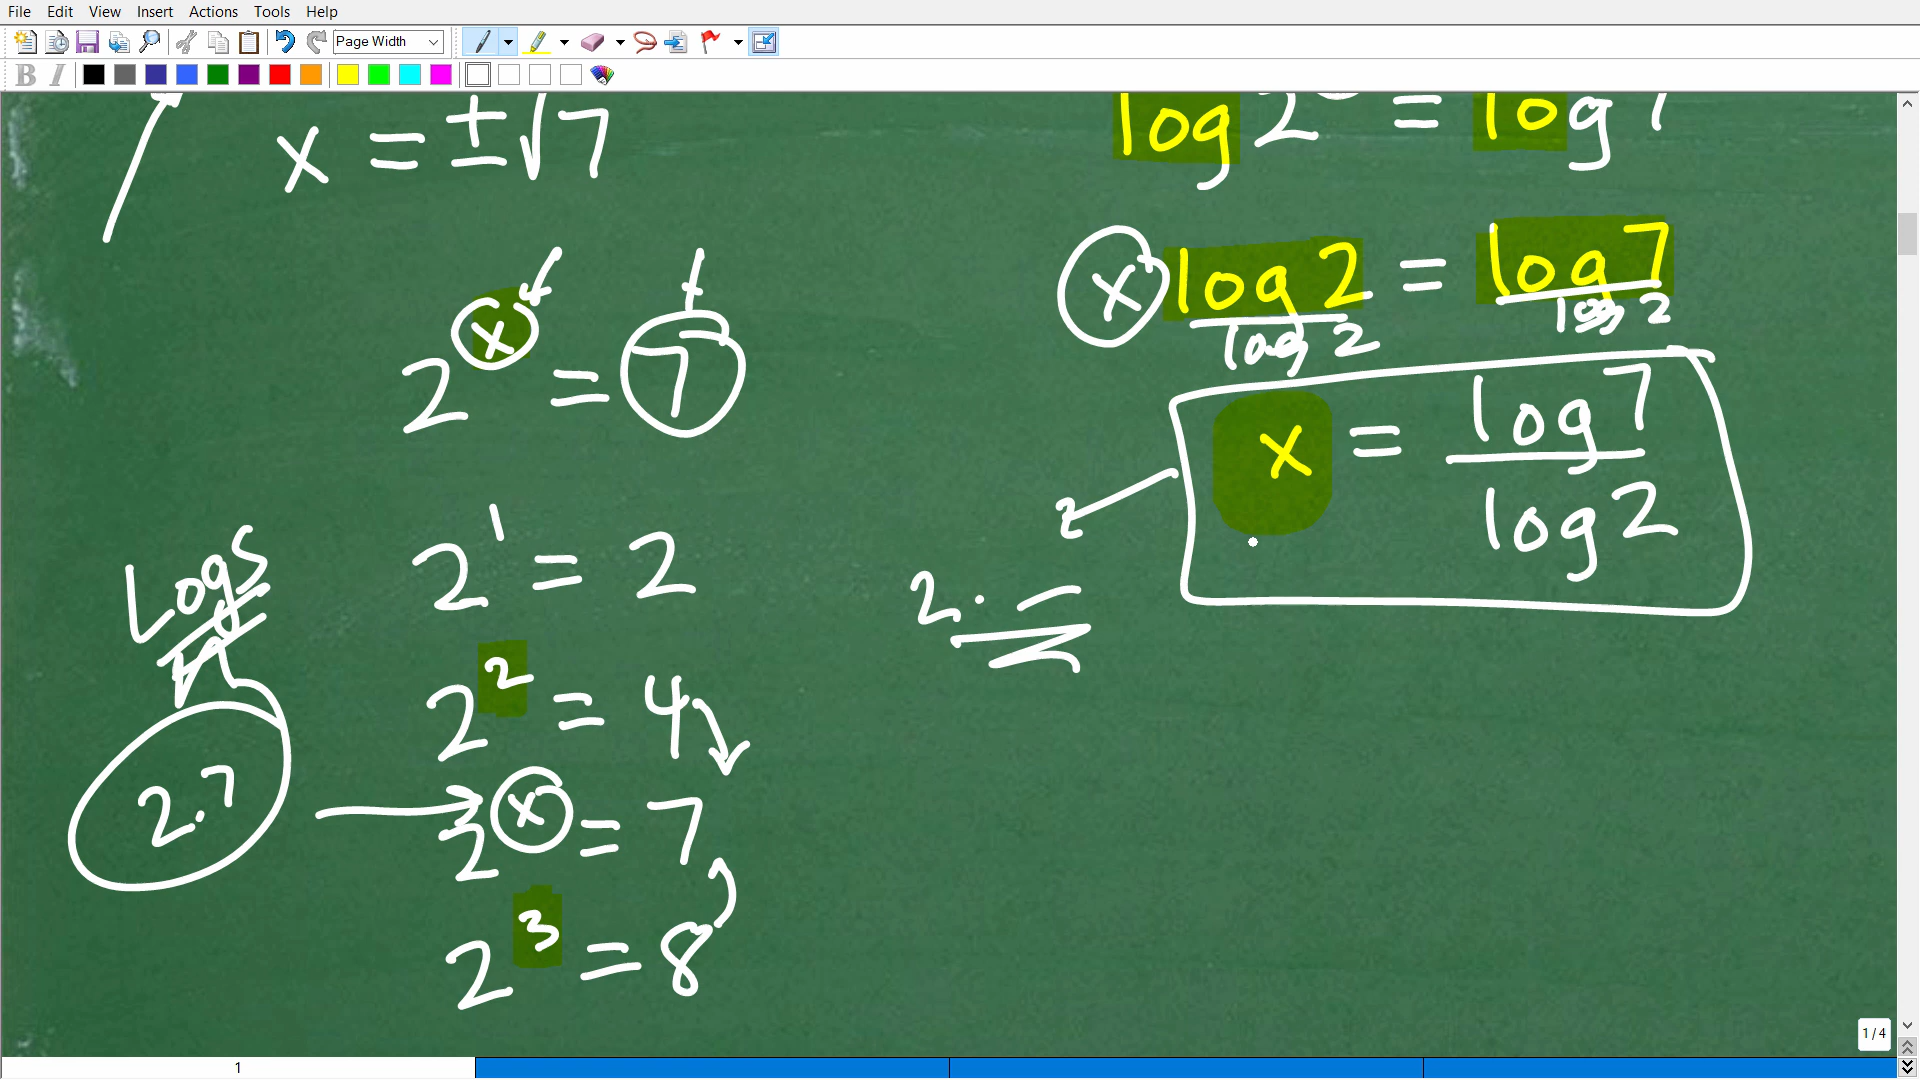 File Edit View Insert Actions Tools Help
Page Width
B I
x = ±√7
2^x = 7
Logs
2^1 = 2
2^2 = 4
2.7
2^x = 7
2^3 = 8
log 2 = log 7
x log 2 = log 7
log 2 log 2
x = log 7
log 2
2.
1 / 4
1